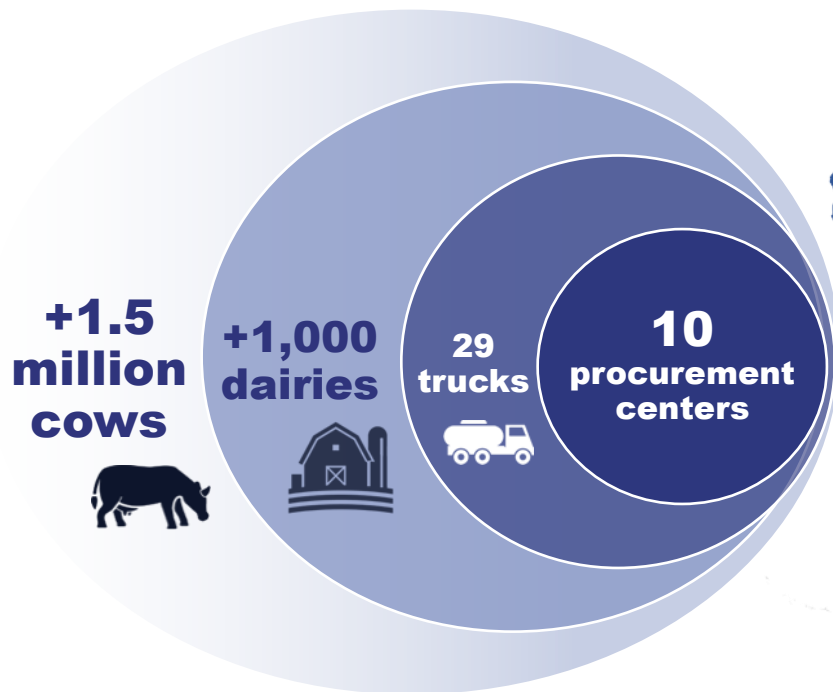 +1.5
million
cows
+1,000
dairies
29
trucks
10
procurement
centers